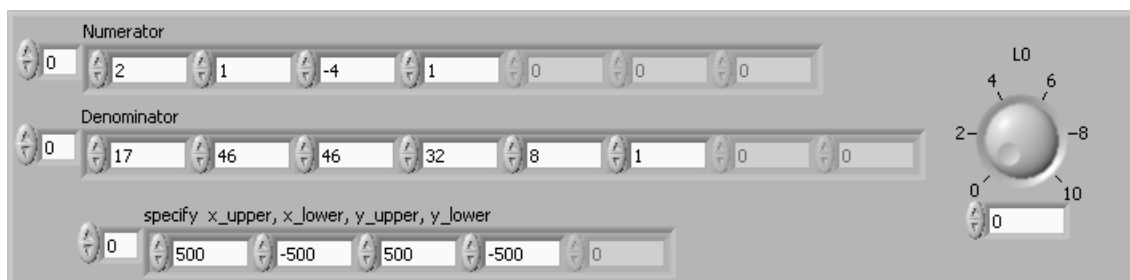 Numerator
0 2 1 -4 1 0 0 0
Denominator
0 17 46 46 32 8 1 0 0
specify x_upper, x_lower, y_upper, y_lower
0 500 -500 500 -500 0
L0
4 6
2- -8
0 10
0